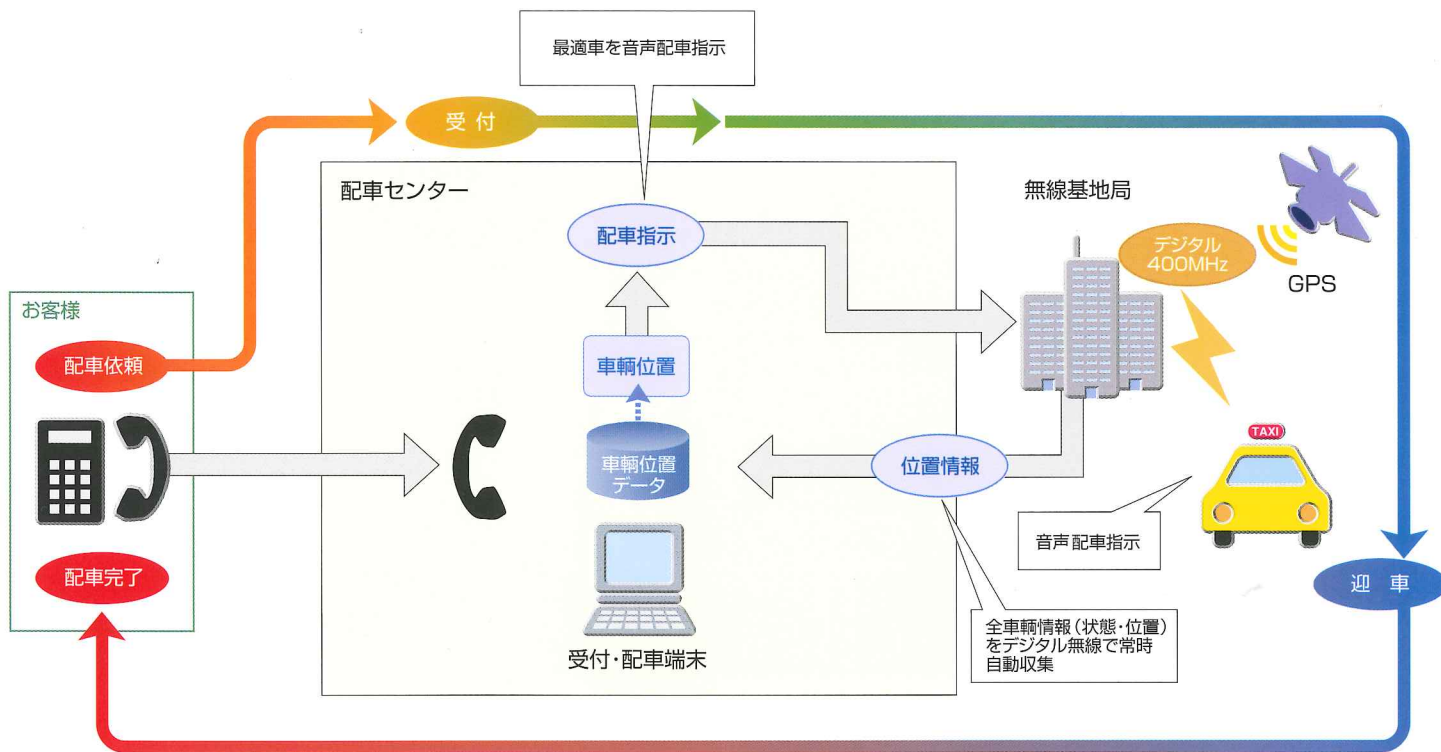 最適車を音声配車指示
受 付
配車センター
無線基地局
配車指示
デジタル
400MHz
GPS
お客様
配車依頼
車輌位置
TAXI
車輌位置
データ
位置情報
音声配車指示
配車完了
迎 車
全車輌情報(状態・位置)
をデジタル無線で常時
自動収集
受付・配車端末